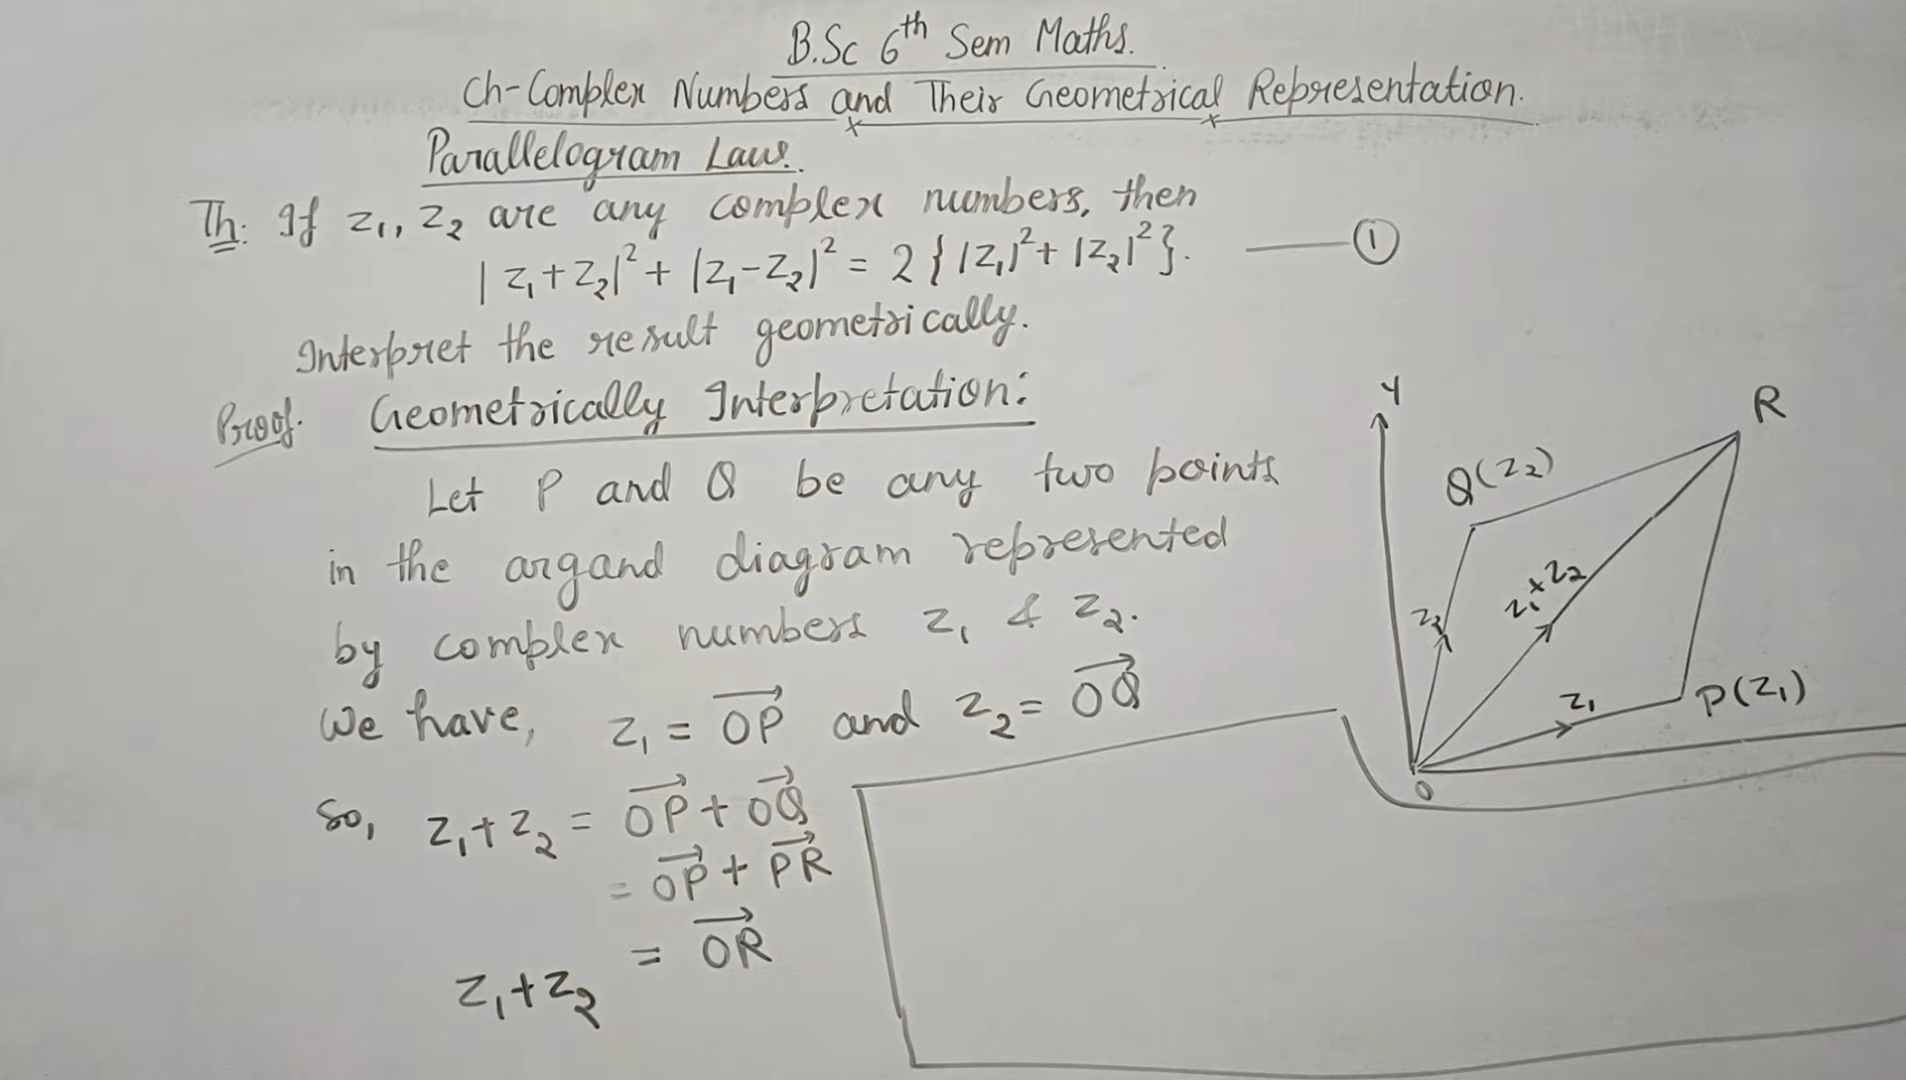 B.Sc 6th Sem Maths.
Ch-Complex Numbers and Their Geometrical Representation.
Parallelogram Law.
Th: If z₁, z₂ are any complex numbers, then
|z₁+z₂|² + |z₁-z₂|² = 2{|z₁|²+|z₂|²}. ——— ①
Interpret the result geometrically.
Proof. Geometrically Interpretation:
Let P and Q be any two points
in the argand diagram represented
by complex numbers z₁ & z₂.
We have, z₁ = OP⃗ and z₂ = OQ⃗
So, z₁+z₂ = OP⃗ + OQ⃗
= OP⃗ + PR⃗
= OR⃗
z₁+z₂
Y
R
Q(z₂)
z₁+z₂
z₂
z₁
P(z₁)
O